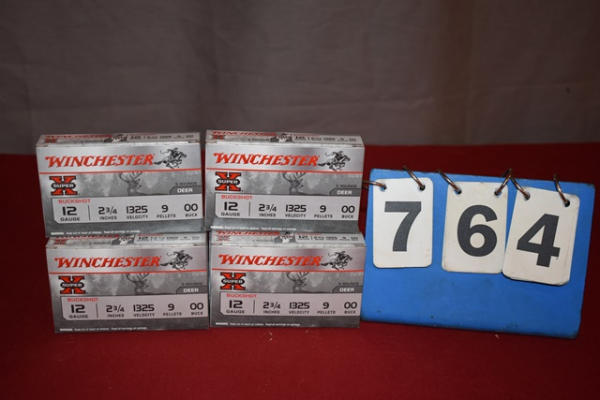 WINCHESTER
SUPER X
BUCKSHOT
DEER
12 GAUGE 2 3/4 INCHES 1325 VELOCITY 9 PELLETS 00 BUCK
WINCHESTER
SUPER X
BUCKSHOT
DEER
12 GAUGE 2 3/4 INCHES 1325 VELOCITY 9 PELLETS 00 BUCK
WINCHESTER
SUPER X
BUCKSHOT
DEER
12 GAUGE 2 3/4 INCHES 1325 VELOCITY 9 PELLETS 00 BUCK
WINCHESTER
SUPER X
BUCKSHOT
DEER
12 GAUGE 2 3/4 INCHES 1325 VELOCITY 9 PELLETS 00 BUCK
7 6 4